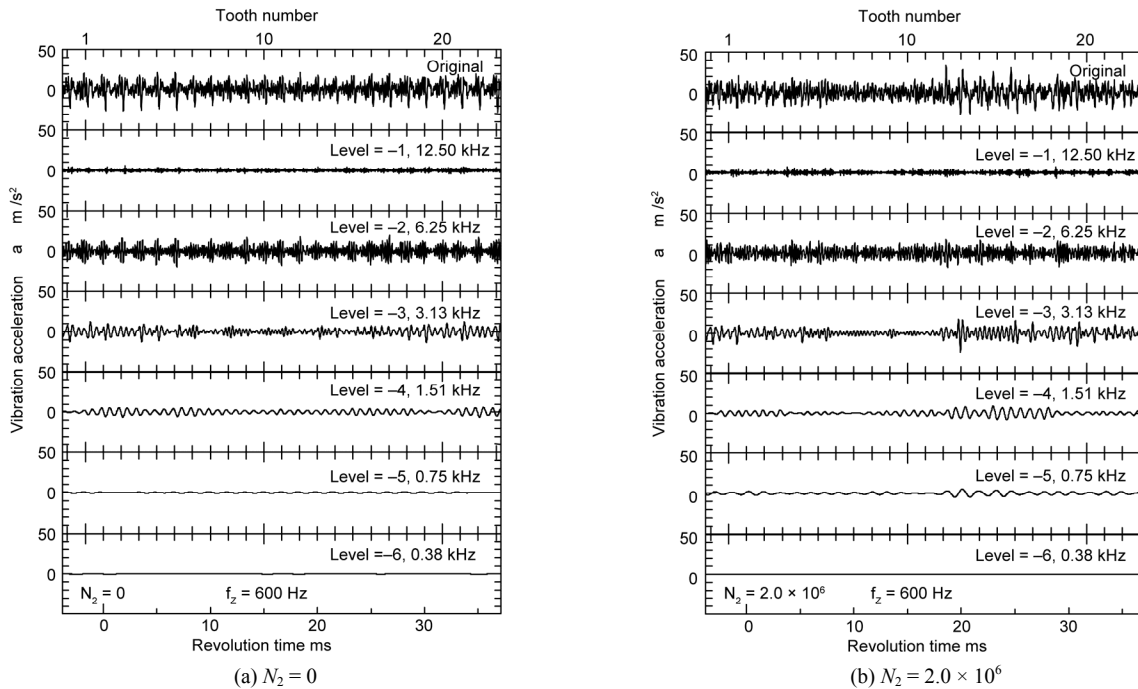 Tooth number
1 10 20
50
Original
0
50
Level = –1, 12.50 kHz
0
50
Level = –2, 6.25 kHz
0
50
Level = –3, 3.13 kHz
0
50
Level = –4, 1.51 kHz
0
50
Level = –5, 0.75 kHz
0
50
Level =–6, 0.38 kHz
0
N₂ = 0 f_Z = 600 Hz
0 10 20 30
Revolution time ms
Vibration acceleration a m /s²
(a) N₂ = 0
Tooth number
1 10 20
50
Original
0
50
Level = –1, 12.50 kHz
0
50
Level = –2, 6.25 kHz
0
50
Level = –3, 3.13 kHz
0
50
Level = –4, 1.51 kHz
0
50
Level = –5, 0.75 kHz
0
50
Level = –6, 0.38 kHz
0
N₂ = 2.0 × 10⁶ f_Z = 600 Hz
0 10 20 30
Revolution time ms
Vibration acceleration a m /s²
(b) N₂ = 2.0 × 10⁶